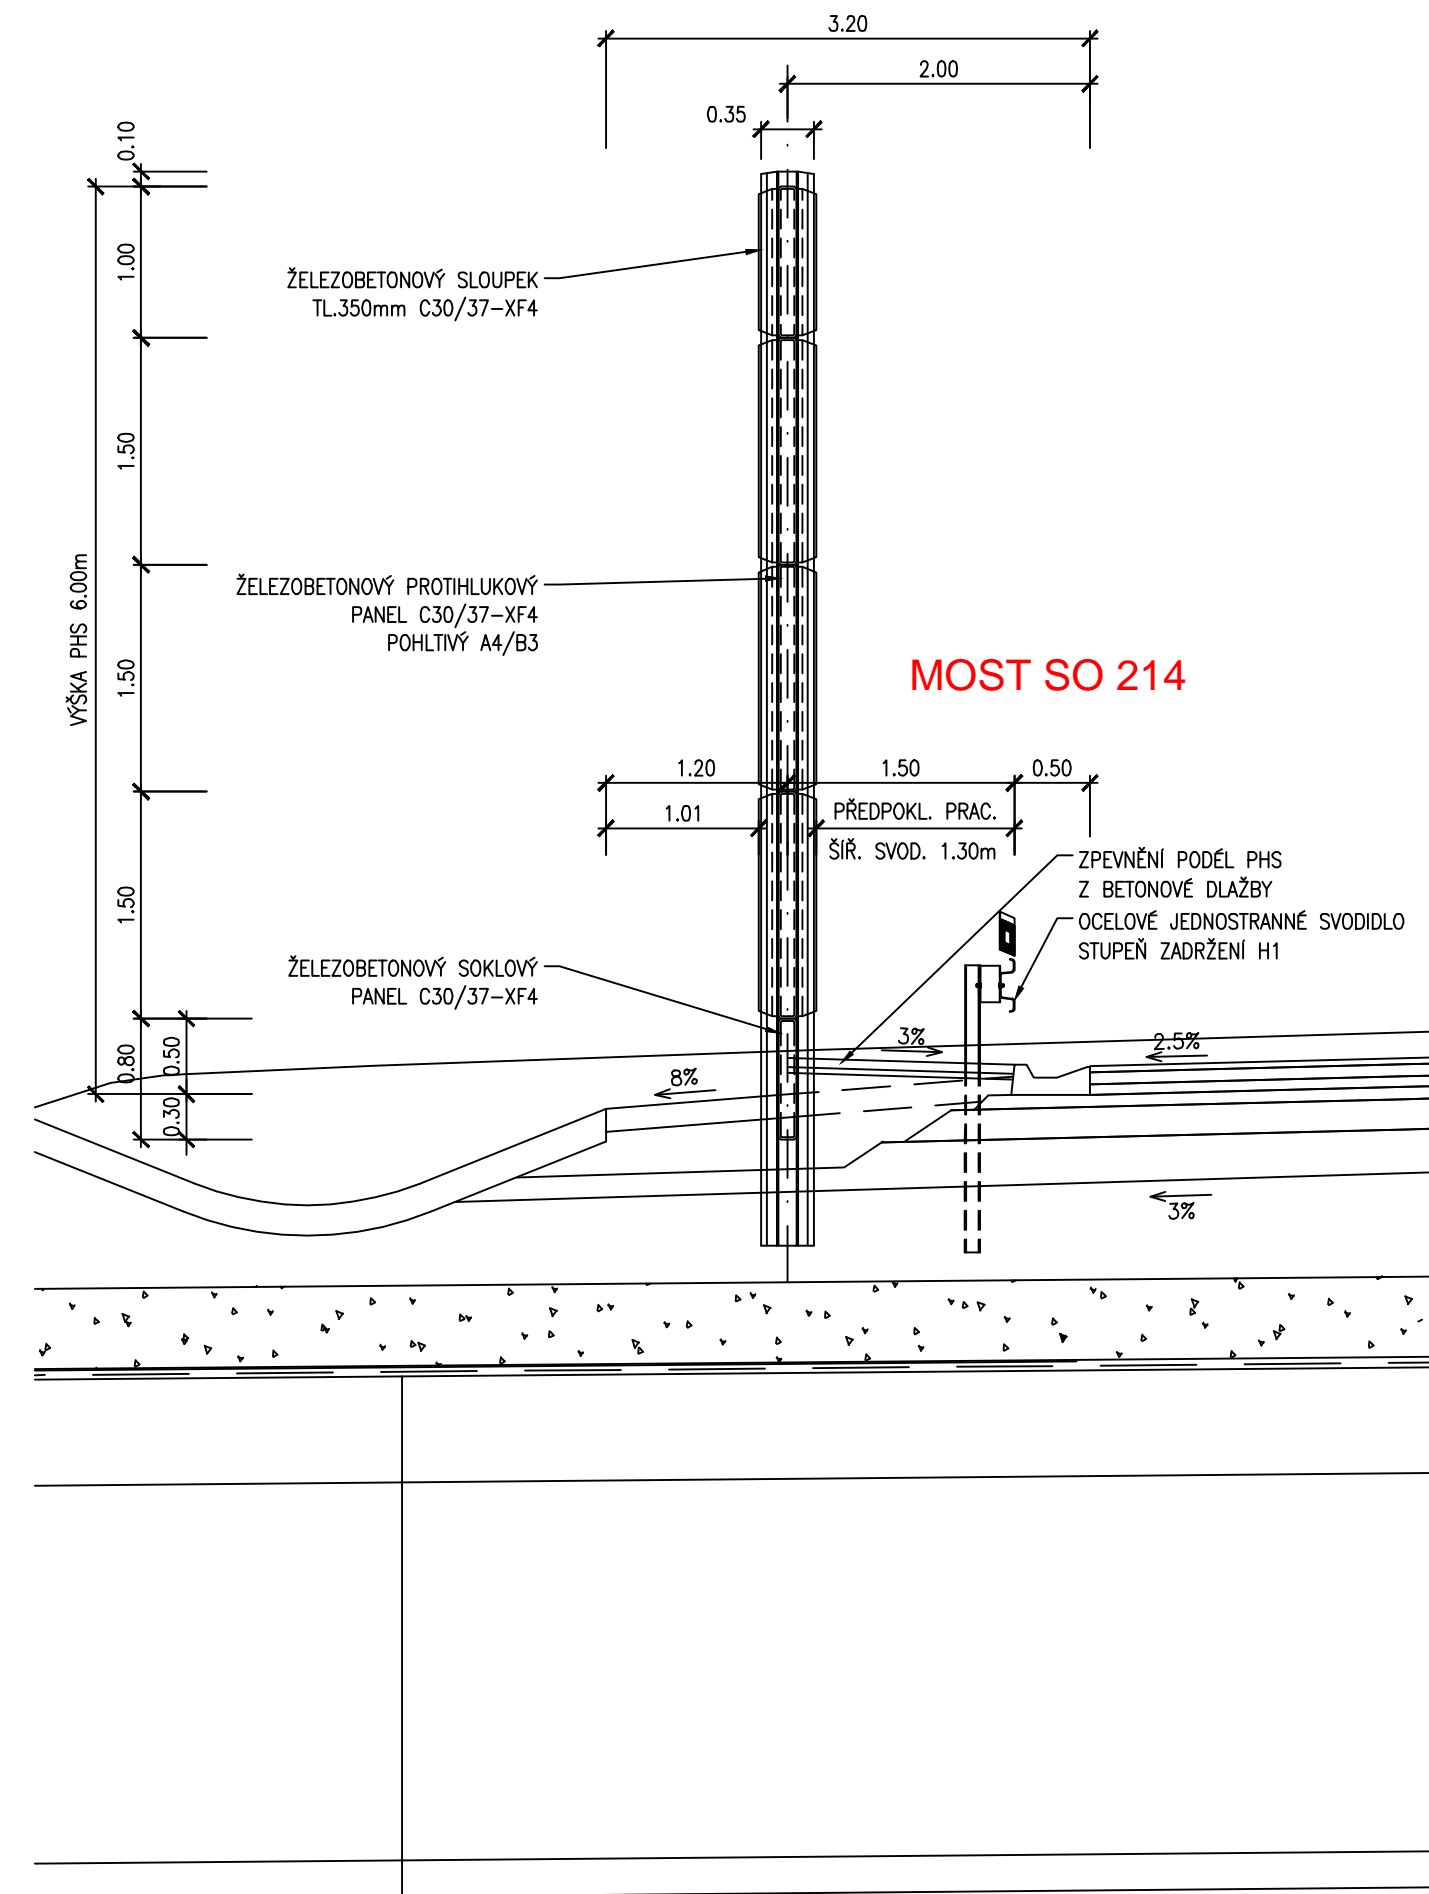 3.20
2.00
0.35
0.10
1.00
ŽELEZOBETONOVÝ SLOUPEK
TL.350mm C30/37-XF4
1.50
VÝŠKA PHS 6.00m
ŽELEZOBETONOVÝ PROTIHLUKOVÝ
PANEL C30/37-XF4
POHLTIVÝ A4/B3
1.50
MOST SO 214
1.20
1.50
0.50
1.01
PŘEDPOKL. PRAC.
ŠÍŘ. SVOD. 1.30m
ZPEVNĚNÍ PODÉL PHS
Z BETONOVÉ DLAŽBY
1.50
OCELOVÉ JEDNOSTRANNÉ SVODIDLO
STUPEŇ ZADRŽENÍ H1
ŽELEZOBETONOVÝ SOKLOVÝ
PANEL C30/37-XF4
0.80
0.50
0.30
3%
2.5%
8%
3%